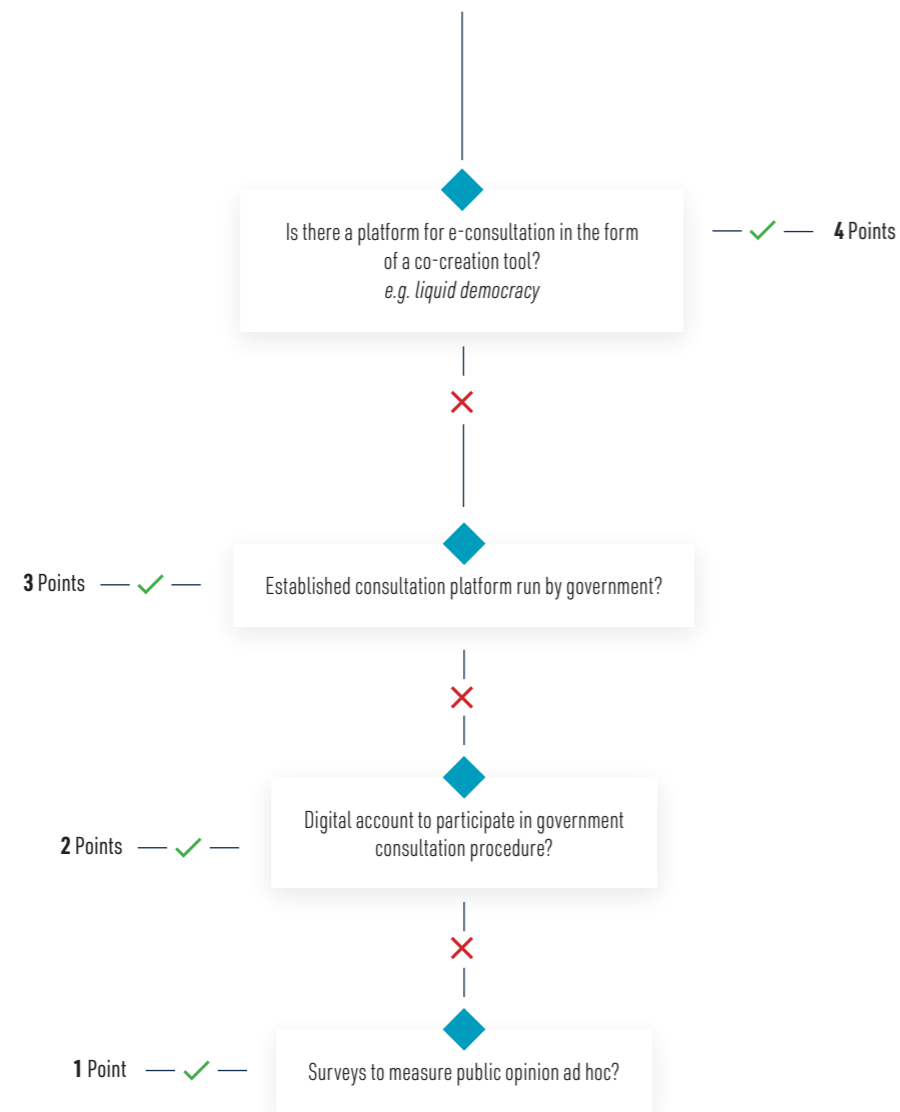 Is there a platform for e-consultation in the form
of a co-creation tool?
e.g. liquid democracy
4 Points
3 Points
Established consultation platform run by government?
Digital account to participate in government
consultation procedure?
2 Points
1 Point
Surveys to measure public opinion ad hoc?